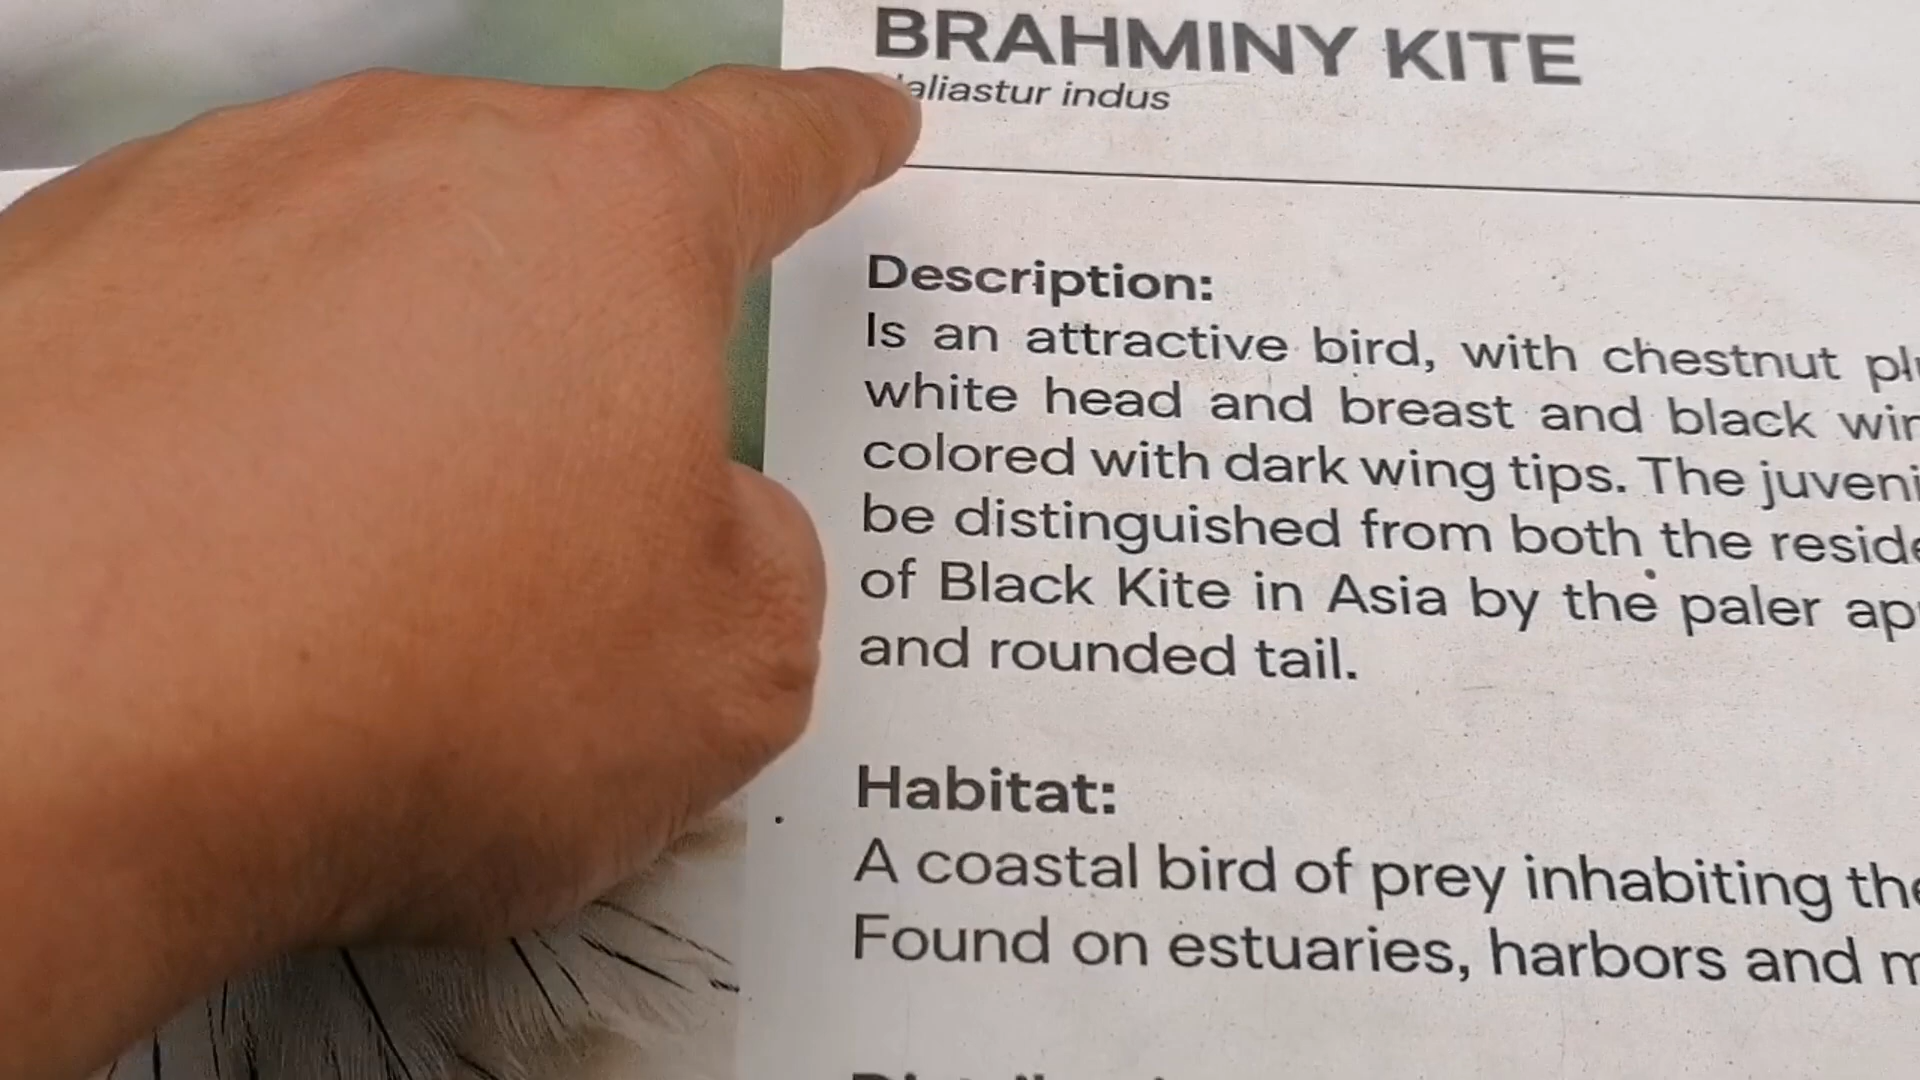 BRAHMINY KITE
aliastur indus
Description:
Is an attractive bird, with chestnut
white head and breast and black
colored with dark wing tips. The
be distinguished from both the
of Black Kite in Asia by the paler
and rounded tail.
Habitat:
A coastal bird of prey inhabiting
Found on estuaries, harbors and